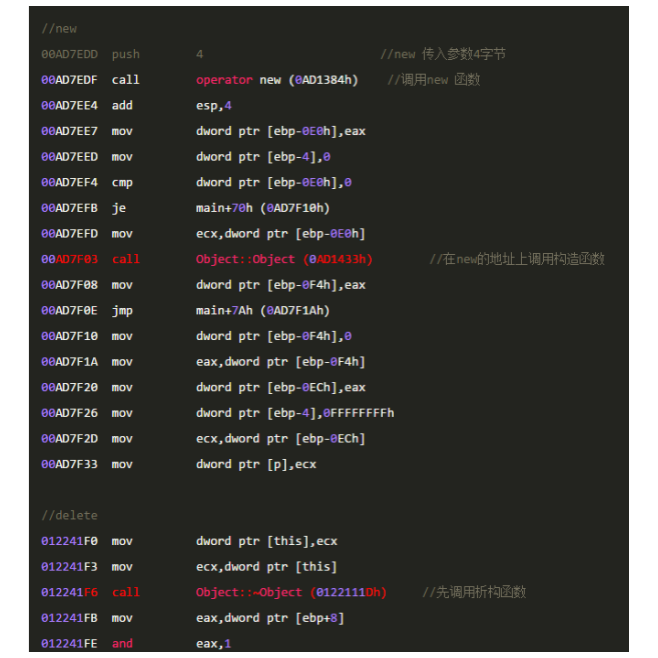 //new
00AD7EDD push 4 //new 传入参数4字节
00AD7EDF call operator new (0AD1384h) //调用new 函数
00AD7EE4 add esp,4
00AD7EE7 mov dword ptr [ebp-0E0h],eax
00AD7EED mov dword ptr [ebp-4],0
00AD7EF4 cmp dword ptr [ebp-0E0h],0
00AD7EFB je main+70h (0AD7F10h)
00AD7EFD mov ecx,dword ptr [ebp-0E0h]
00AD7F03 call Object::Object (0AD1433h) //在new的地址上调用构造函数
00AD7F08 mov dword ptr [ebp-0F4h],eax
00AD7F0E jmp main+7Ah (0AD7F1Ah)
00AD7F10 mov dword ptr [ebp-0F4h],0
00AD7F1A mov eax,dword ptr [ebp-0F4h]
00AD7F20 mov dword ptr [ebp-0ECh],eax
00AD7F26 mov dword ptr [ebp-4],0FFFFFFFFh
00AD7F2D mov ecx,dword ptr [ebp-0ECh]
00AD7F33 mov dword ptr [p],ecx
//delete
012241F0 mov dword ptr [this],ecx
012241F3 mov ecx,dword ptr [this]
012241F6 call Object::~Object (0122111Dh) //先调用析构函数
012241FB mov eax,dword ptr [ebp+8]
012241FE and eax,1